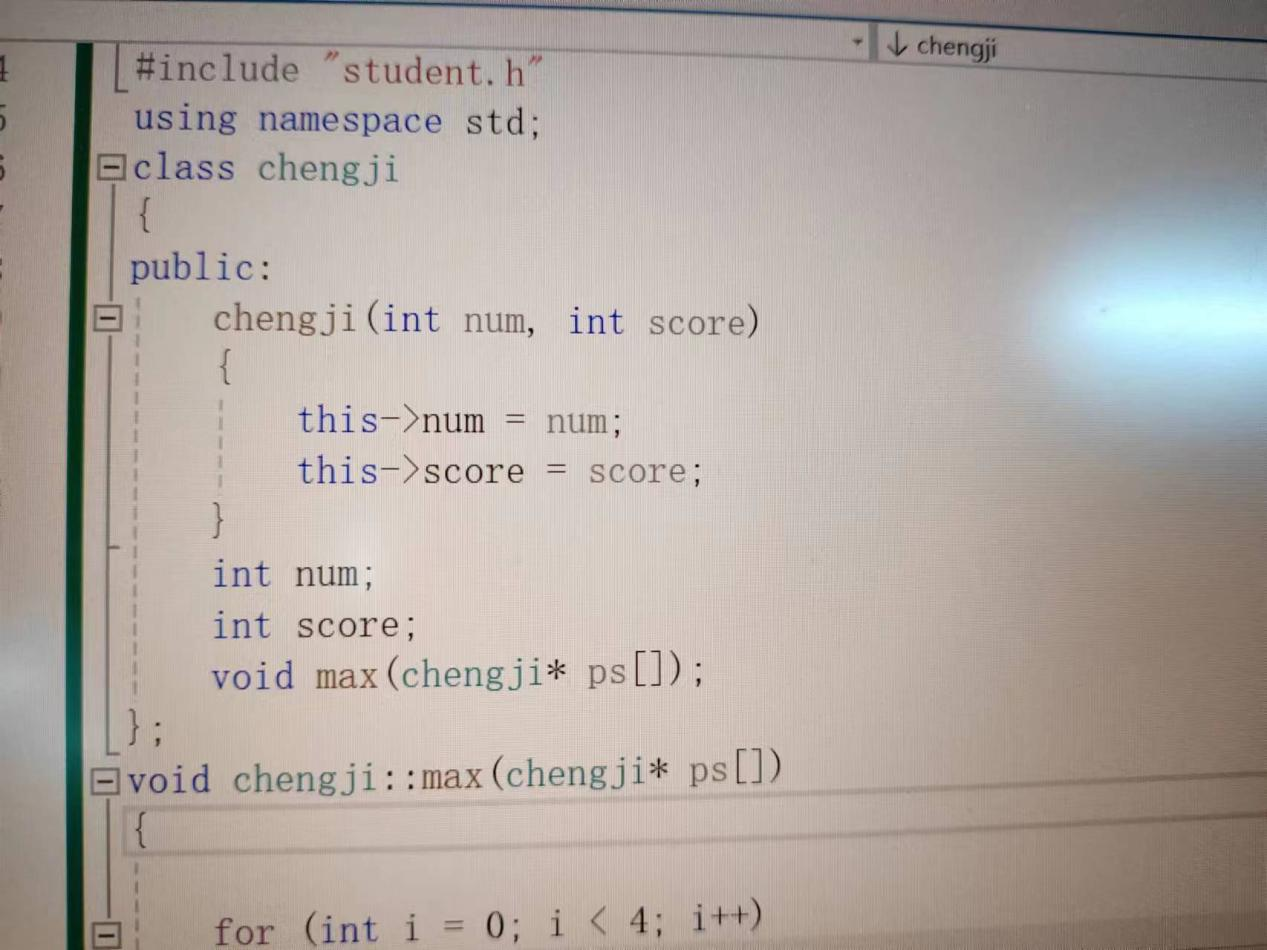 chengji
#include "student.h"
using namespace std;
class chengji
{
public:
chengji(int num, int score)
{
this->num = num;
this->score = score;
}
int num;
int score;
void max(chengji* ps[]);
};
void chengji::max(chengji* ps[])
{
for (int i = 0; i < 4; i++)